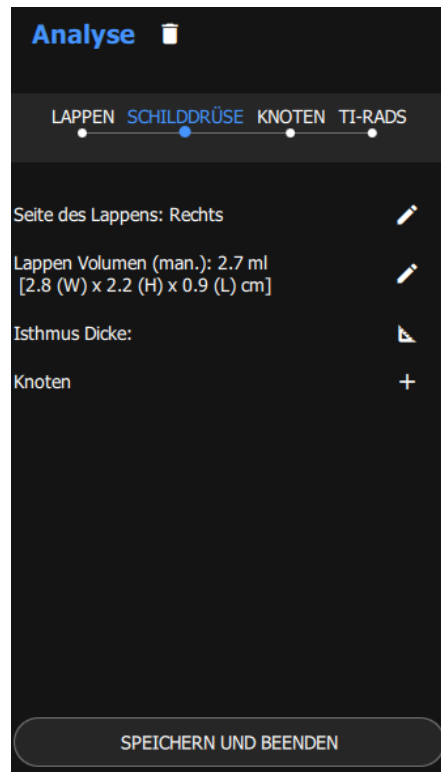 Analyse
LAPPEN SCHILDDRÜSE KNOTEN TI-RADS
Seite des Lappens: Rechts
Lappen Volumen (man.): 2.7 ml
[2.8 (W) x 2.2 (H) x 0.9 (L) cm]
Isthmus Dicke:
Knoten
SPEICHERN UND BEENDEN